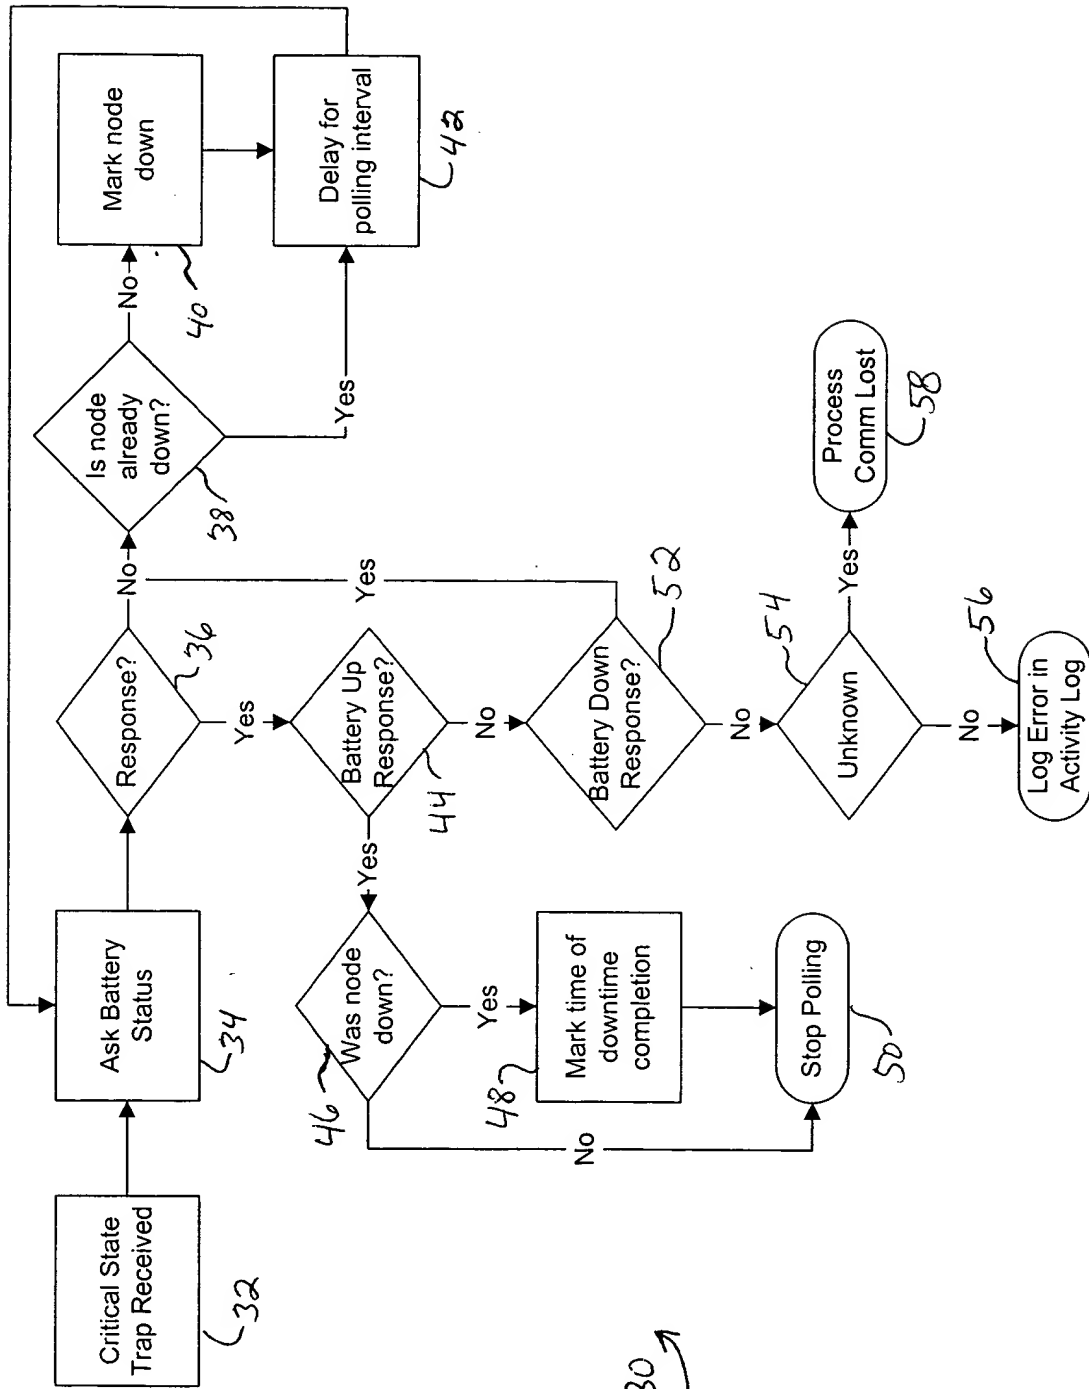 Critical State
Trap Received
32
Ask Battery
Status
34
Response?
36
No
Is node
already
down?
38
No
Mark node
down
40
Yes
Delay for
polling interval
42
Yes
Battery Up
Response?
44
Yes
Was node
down?
46
Yes
Mark time of
downtime
completion
48
No
Stop Polling
50
No
Battery Down
Response?
52
Yes
No
Unknown
54
Yes
Process
Comm Lost
58
No
Log Error in
Activity Log
56
30